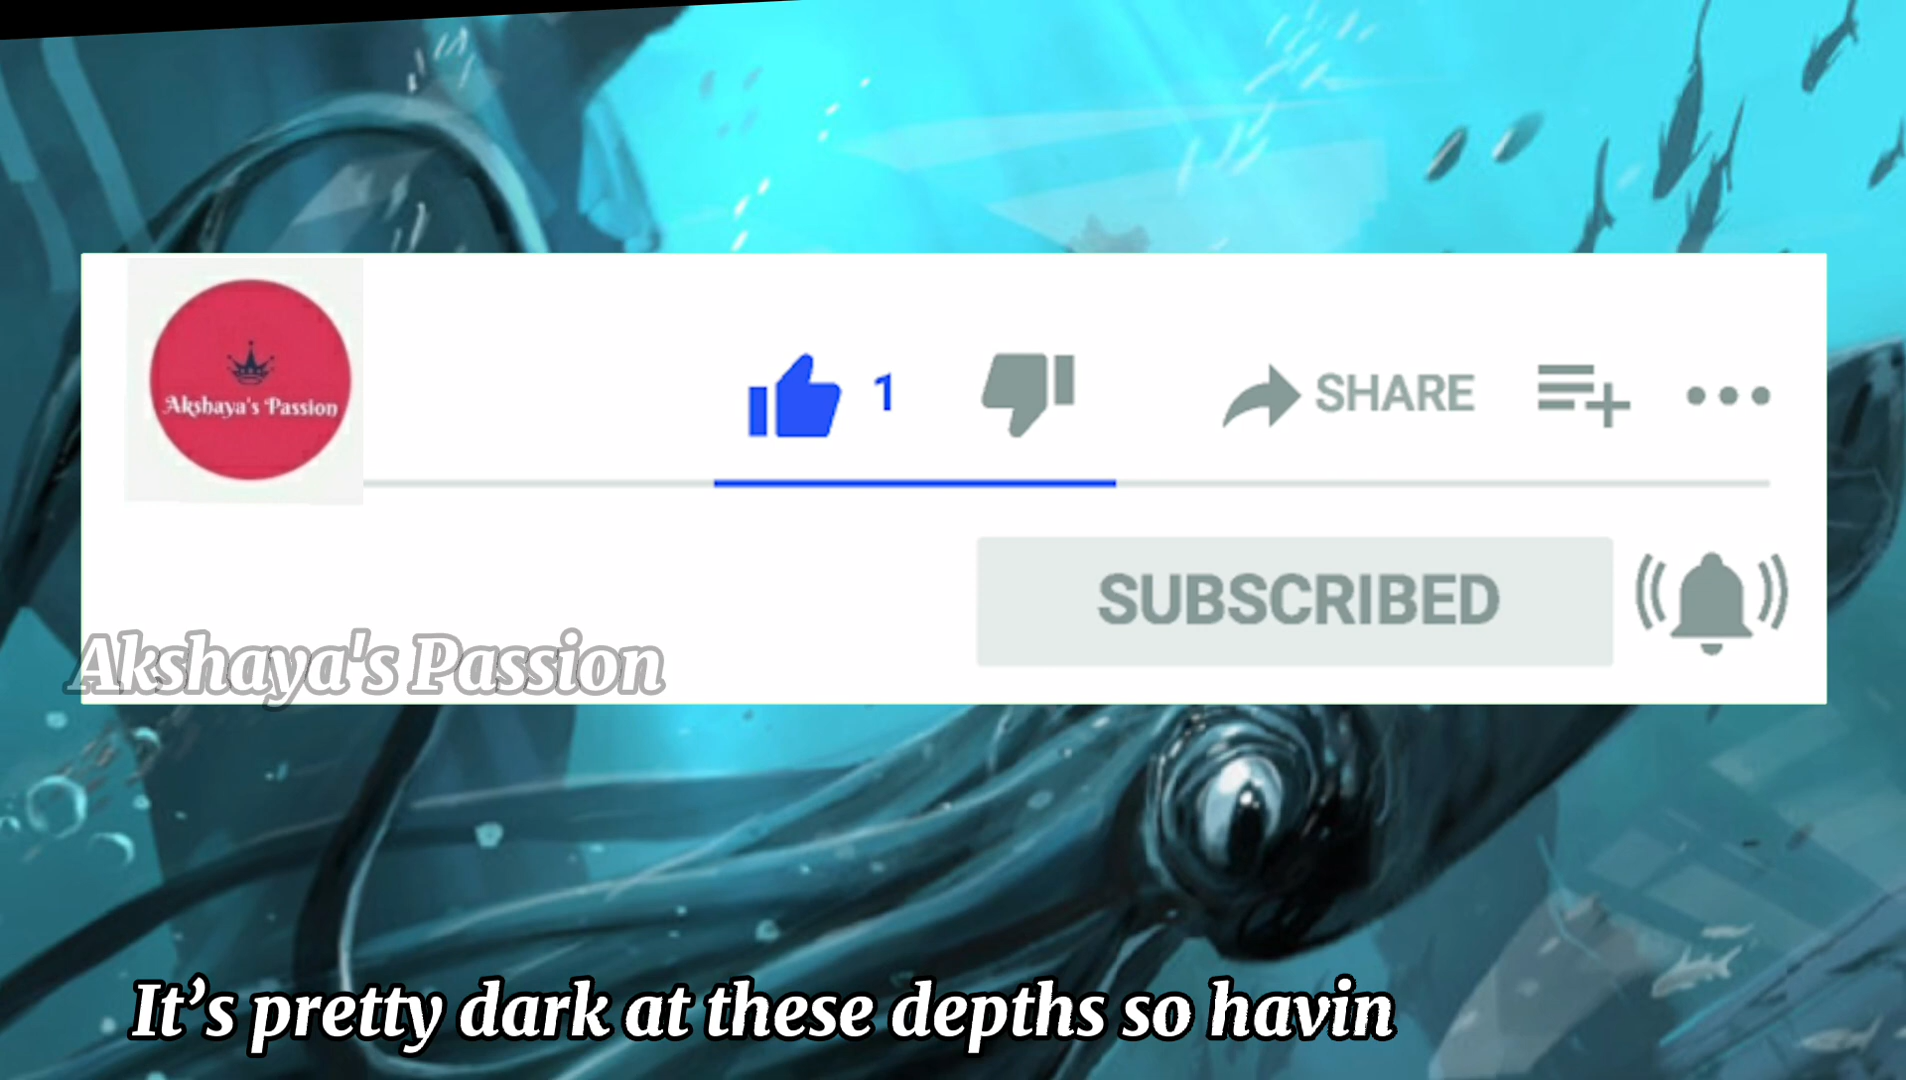 Akshaya's Passion
1
SHARE
SUBSCRIBED
Akshaya's Passion
It’s pretty dark at these depths so havin